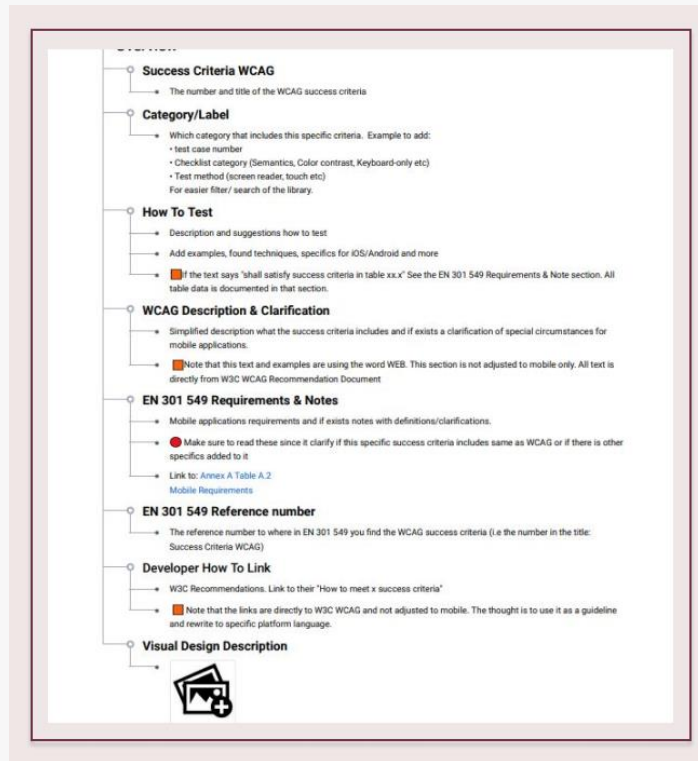 Success Criteria WCAG
The number and title of the WCAG success criteria
Category/Label
Which category that includes this specific criteria. Example to add:
• test case number
• Checklist category (Semantics, Color contrast, Keyboard-only etc)
• Test method (screen reader, touch etc)
For easier filter/ search of the library.
How To Test
Description and suggestions how to test
Add examples, found techniques, specifics for iOS/Android and more
If the text says "shall satisfy success criteria in table xx.x" See the EN 301 549 Requirements & Note section. All
table data is documented in that section.
WCAG Description & Clarification
Simplified description what the success criteria includes and if exists a clarification of special circumstances for
mobile applications.
Note that this text and examples are using the word WEB. This section is not adjusted to mobile only. All text is
directly from W3C WCAG Recommendation Document
EN 301 549 Requirements & Notes
Mobile applications requirements and if exists notes with definitions/clarifications.
Make sure to read these since it clarify if this specific success criteria includes same as WCAG or if there is other
specifics added to it
Link to: Annex A Table A.2
Mobile Requirements
EN 301 549 Reference number
The reference number to where in EN 301 549 you find the WCAG success criteria (i.e the number in the title:
Success Criteria WCAG)
Developer How To Link
W3C Recommendations. Link to their "How to meet x success criteria"
Note that the links are directly to W3C WCAG and not adjusted to mobile. The thought is to use it as a guideline
and rewrite to specific platform language.
Visual Design Description